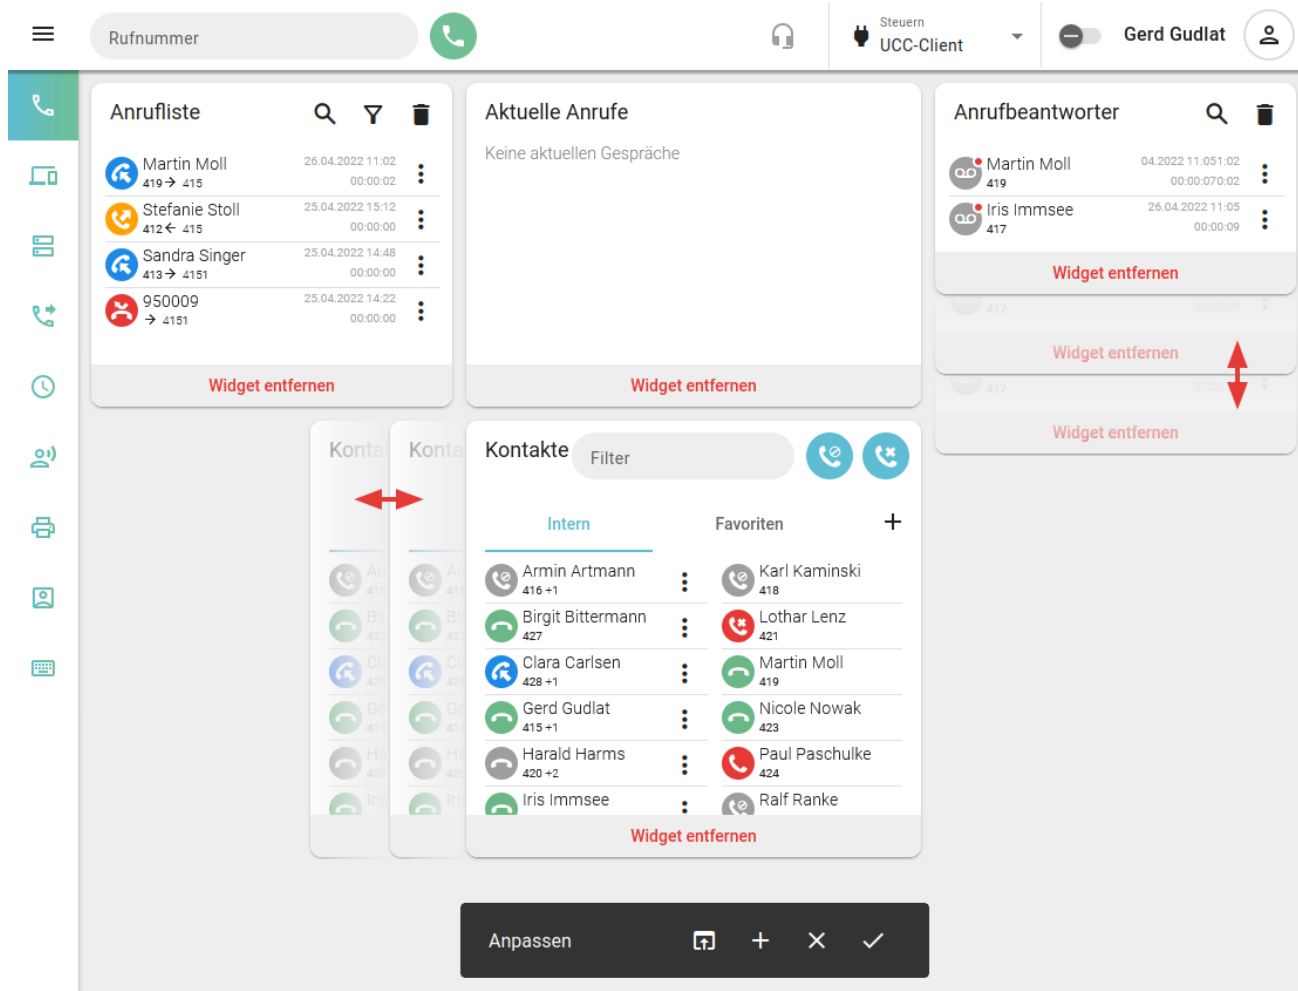 Rufnummer
Steuern
UCC-Client
Gerd Gudlat
Anrufliste
Martin Moll 26.04.2022 11:02
419 → 415 00:00:02
Stefanie Stoll 25.04.2022 15:12
412 ← 415 00:00:00
Sandra Singer 25.04.2022 14:48
413 → 4151 00:00:00
950009 25.04.2022 14:22
→ 4151 00:00:00
Widget entfernen
Aktuelle Anrufe
Keine aktuellen Gespräche
Widget entfernen
Anrufbeantworter
Martin Moll 04.2022 11:051:02
419 00:00:070:02
Iris Immsee 26.04.2022 11:05
417 00:00:09
Widget entfernen
417 00:00:09
Widget entfernen
417
Widget entfernen
Konta
Konta
Kontakte
Filter
Intern
Favoriten
Armin Artmann
416 +1
Birgit Bittermann
427
Clara Carlsen
428 +1
Gerd Gudlat
415 +1
Harald Harms
420 +2
Iris Immsee
Karl Kaminski
418
Lothar Lenz
421
Martin Moll
419
Nicole Nowak
423
Paul Paschulke
424
Ralf Ranke
Widget entfernen
Anpassen